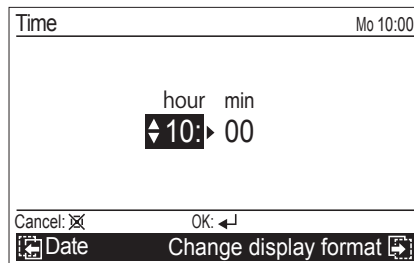 Time Mo 10:00
hour min
10: 00
Cancel: OK:
Date Change display format